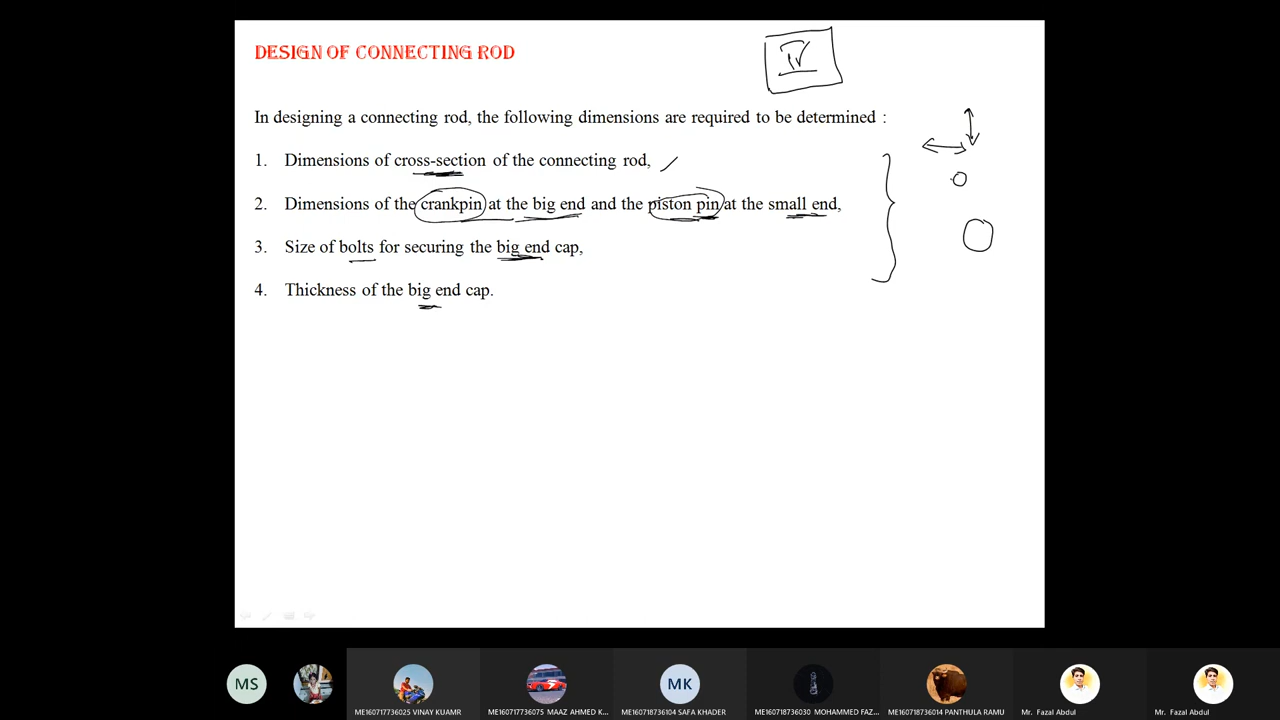 DESIGN OF CONNECTING ROD
IV
In designing a connecting rod, the following dimensions are required to be determined :
1. Dimensions of cross-section of the connecting rod,
2. Dimensions of the crankpin at the big end and the piston pin at the small end,
3. Size of bolts for securing the big end cap,
4. Thickness of the big end cap.
MS
MK
ME160717736025 VINAY KUAMR
ME160717736075 MAAZ AHMED K...
ME160718736104 SAFA KHADER
ME160718736030 MOHAMMED FAZ...
ME160718736014 PANTHULA RAMU
Mr. Fazal Abdul
Mr. Fazal Abdul